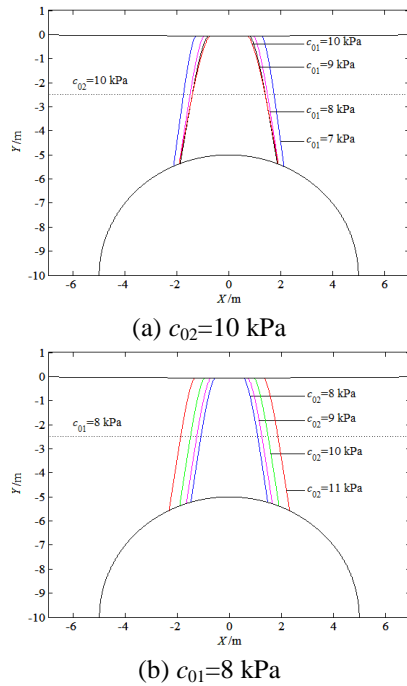 1
0
-1
-2
-3
-4
-5
-6
-7
-8
-9
-10
Y/m
c02=10 kPa
c01=10 kPa
c01=9 kPa
c01=8 kPa
c01=7 kPa
-6 -4 -2 0 2 4 6
X/m
(a) c02=10 kPa
1
0
-1
-2
-3
-4
-5
-6
-7
-8
-9
-10
Y/m
c01=8 kPa
c02=8 kPa
c02=9 kPa
c02=10 kPa
c02=11 kPa
-6 -4 -2 0 2 4 6
X/m
(b) c01=8 kPa